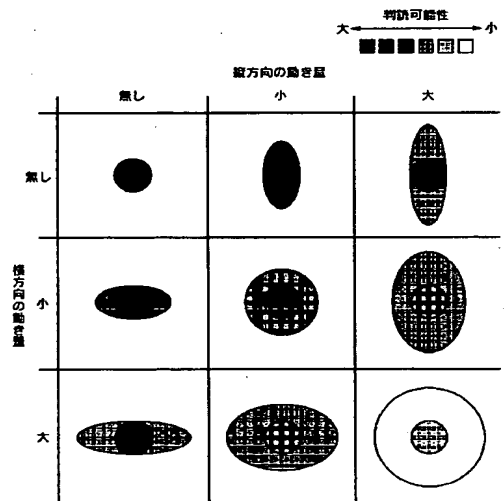 判読可能性
大 小
縦方向の動き量
無し 小 大
無し
横方向の動き量
小
大